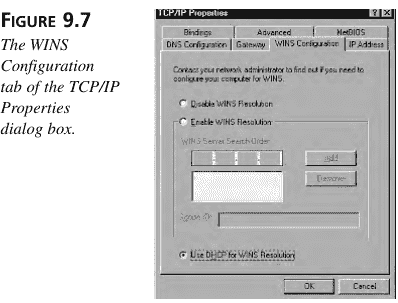 FIGURE 9.7
The WINS
Configuration
tab of the TCP/IP
Properties
dialog box.
TCP/IP Properties
Bindings Advanced NetBIOS
DNS Configuration Gateway WINS Configuration IP Address
Contact your network administrator to find out if you need to
configure your computer for WINS.
Disable WINS Resolution
Enable WINS Resolution
WINS Server Search Order:
Add
Remove
Scope ID:
Use DHCP for WINS Resolution
OK Cancel